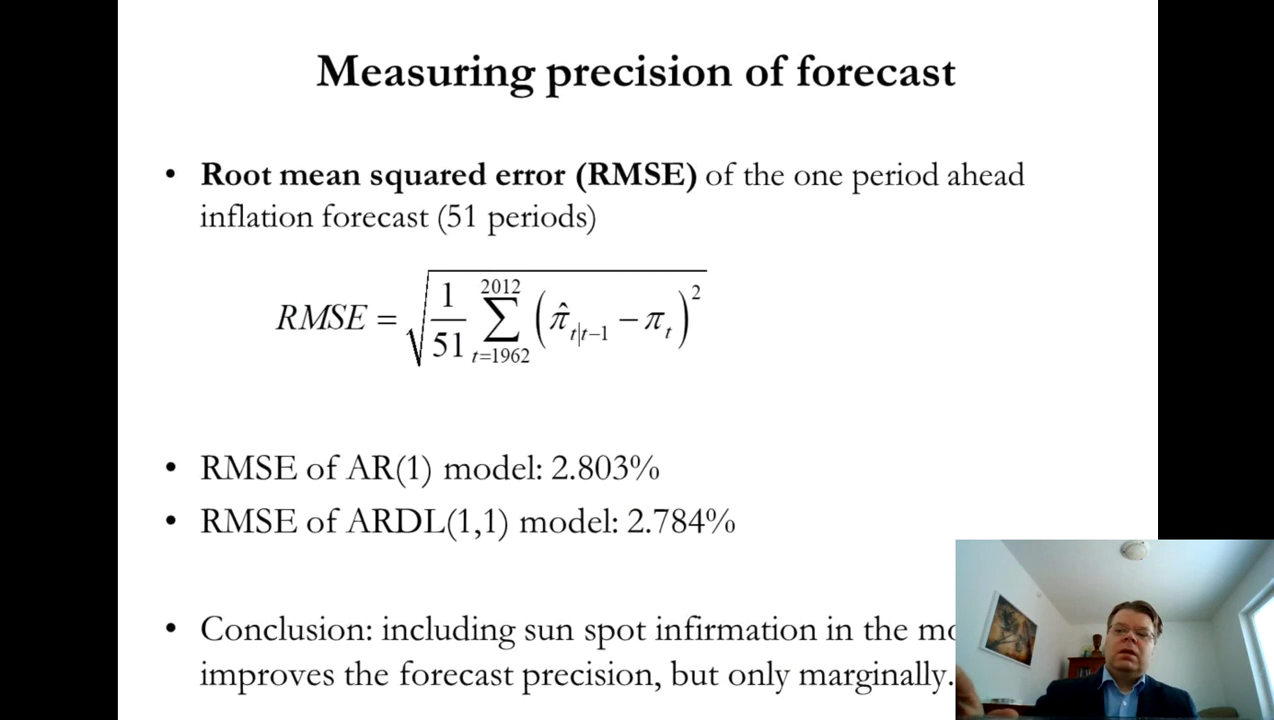 Measuring precision of forecast
• Root mean squared error (RMSE) of the one period ahead
inflation forecast (51 periods)
RMSE = √(1/51 ∑_{t=1962}^{2012} (π̂_{t|t−1} − π_t)²)
• RMSE of AR(1) model: 2.803%
• RMSE of ARDL(1,1) model: 2.784%
• Conclusion: including sun spot infirmation in the
improves the forecast precision, but only marginally.